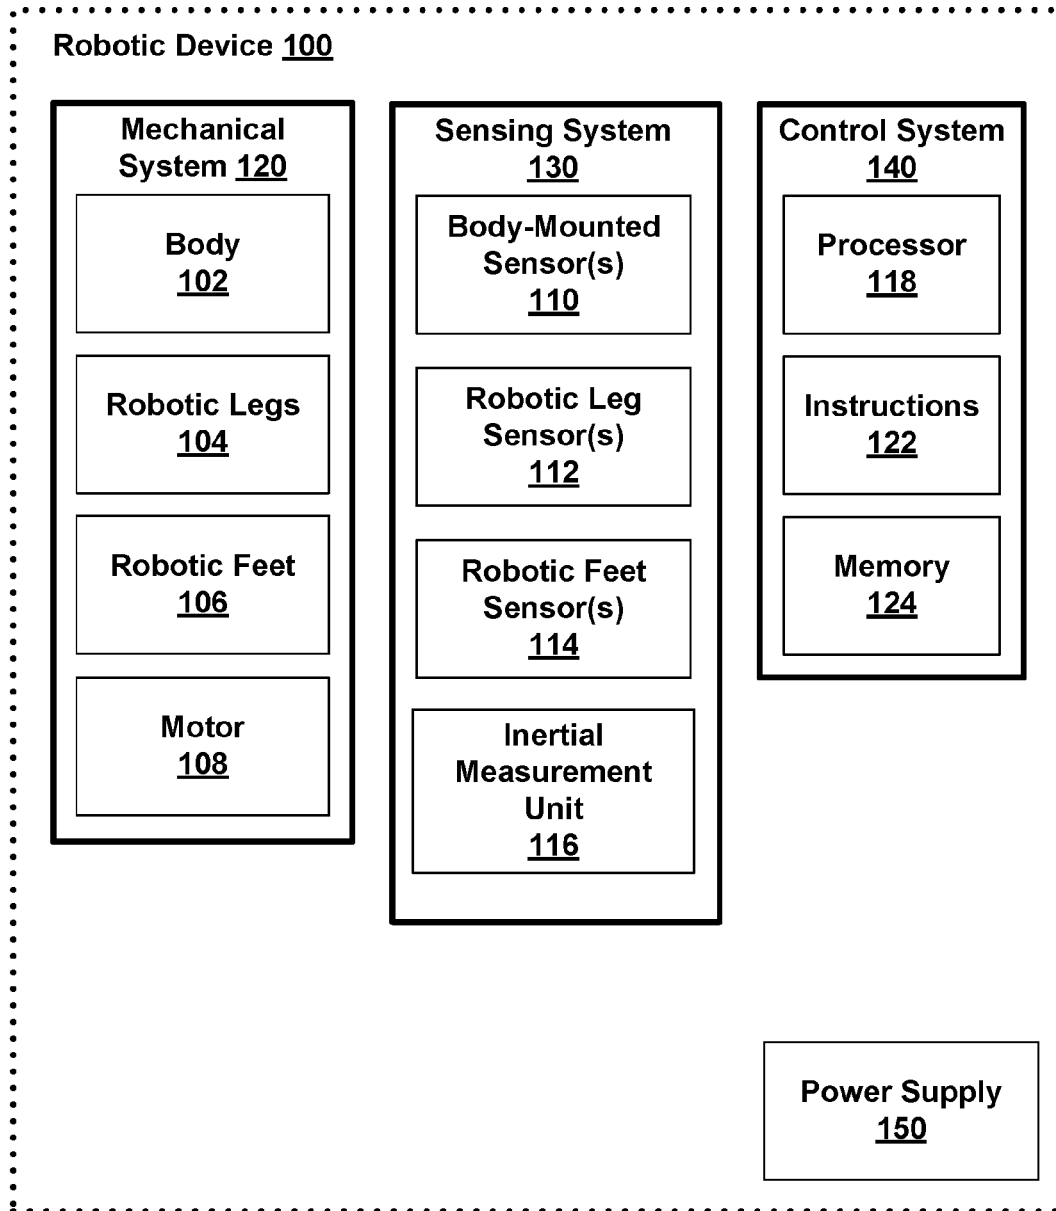 Robotic Device 100
Mechanical
System 120
Body
102
Robotic Legs
104
Robotic Feet
106
Motor
108
Sensing System
130
Body-Mounted
Sensor(s)
110
Robotic Leg
Sensor(s)
112
Robotic Feet
Sensor(s)
114
Inertial
Measurement
Unit
116
Control System
140
Processor
118
Instructions
122
Memory
124
Power Supply
150